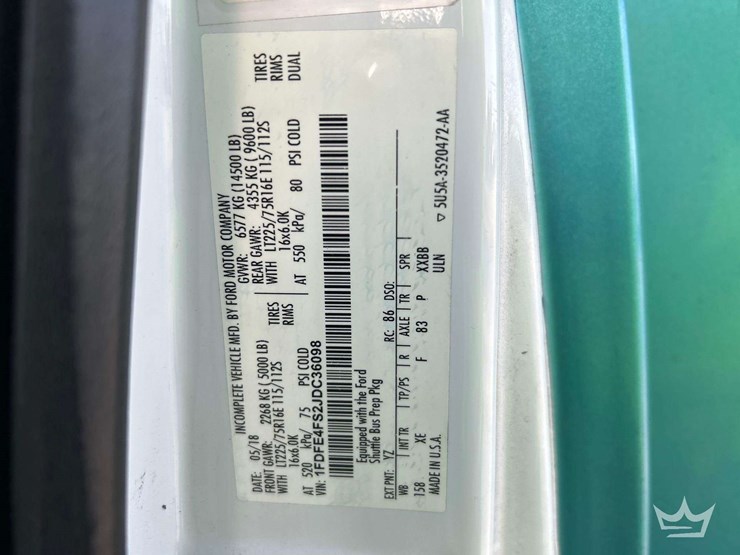 INCOMPLETE VEHICLE MFD. BY FORD MOTOR COMPANY
DATE: 05/18 GVWR: 6577 KG (14500 LB)
FRONT GAWR: 2268 KG (5000 LB) REAR GAWR: 4355 KG (9600 LB)
WITH LT225/75R16E 115/112S TIRES WITH LT225/75R16E 115/112S TIRES
16x6.0K RIMS 16x6.0K RIMS
AT 520 kPa/ 75 PSI COLD AT 550 kPa/ 80 PSI COLD DUAL
VIN: 1FDFE4FS2JDC36098
Equipped with the Ford
Shuttle Bus Prep Pkg
EXT PNT: YZ RC: 86 DSO:
WB INT TR TP/PS R AXLE TR SPR
158 XE F 83 P XXBB
MADE IN U.S.A. ULN
5U5A-3520472-AA